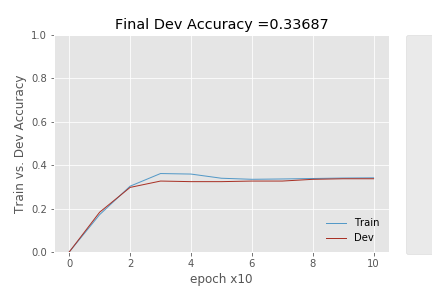 Final Dev Accuracy =0.33687
Train vs. Dev Accuracy
1.0
0.8
0.6
0.4
0.2
0.0
Train
Dev
0 2 4 6 8 10
epoch x10